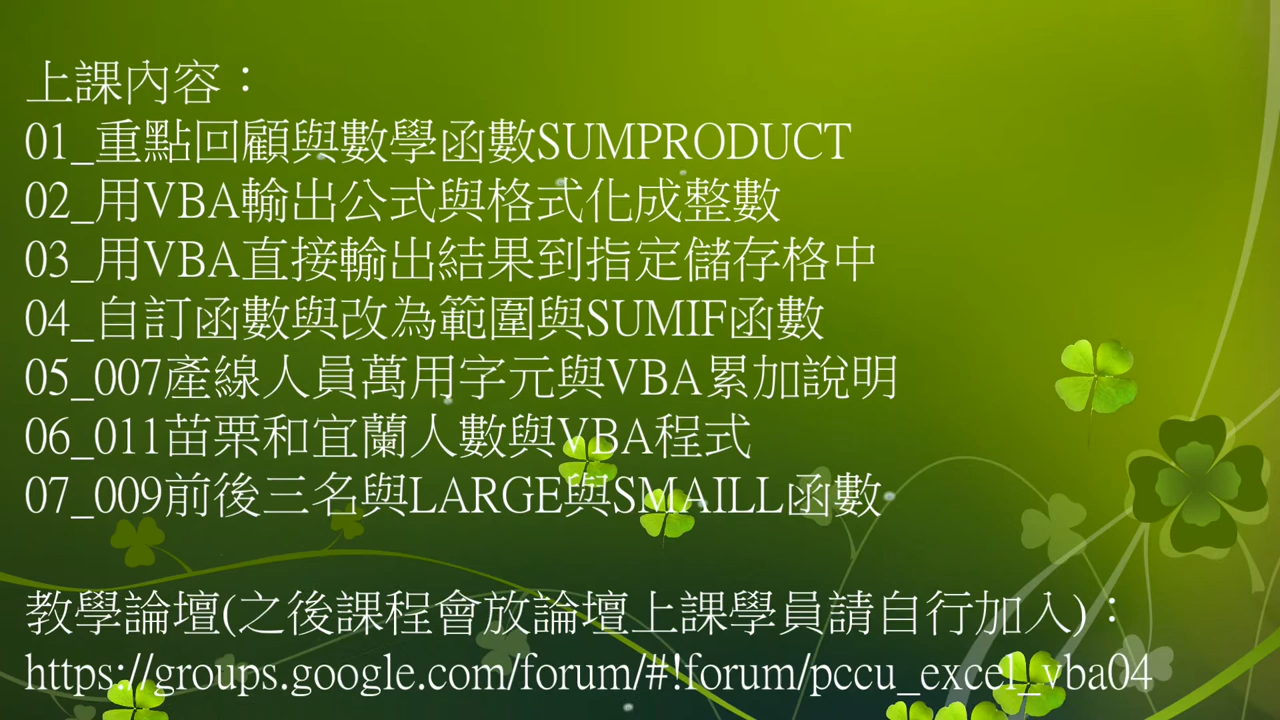 上課內容：
01_重點回顧與數學函數SUMPRODUCT
02_用VBA輸出公式與格式化成整數
03_用VBA直接輸出結果到指定儲存格中
04_自訂函數與改為範圍與SUMIF函數
05_007產線人員萬用字元與VBA累加說明
06_011苗栗和宜蘭人數與VBA程式
07_009前後三名與LARGE與SMAILL函數
教學論壇(之後課程會放論壇上課學員請自行加入)：
https://groups.google.com/forum/#!forum/pccu_excel_vba04